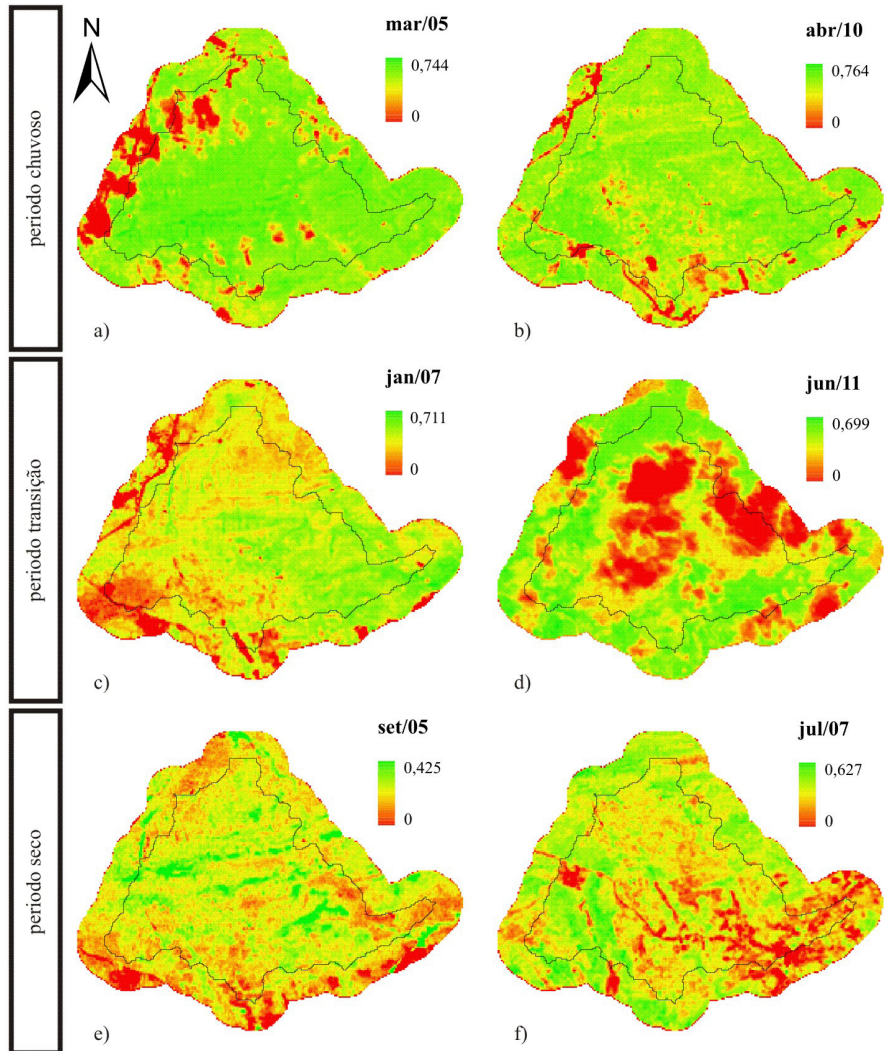 periodo chuvoso
N
mar/05
0,744
0
a)
abr/10
0,764
0
b)
periodo transição
jan/07
0,711
0
c)
jun/11
0,699
0
d)
periodo seco
set/05
0,425
0
e)
jul/07
0,627
0
f)